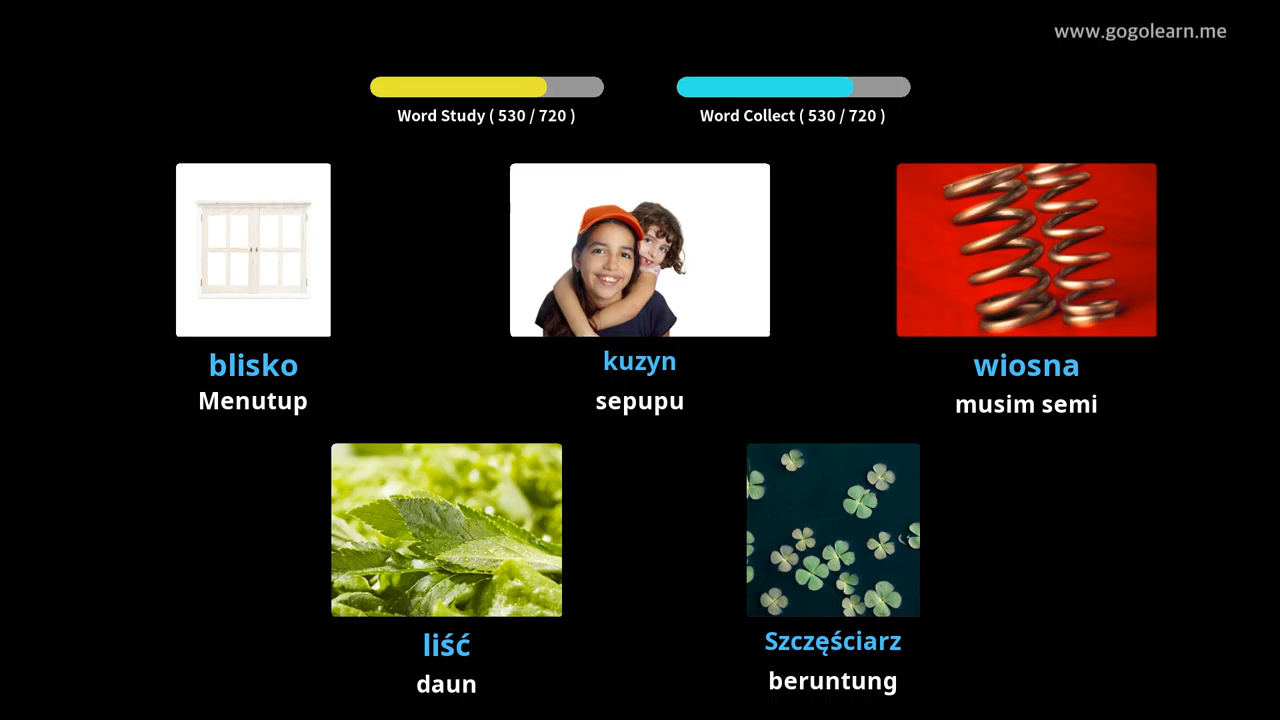 www.gogolearn.me
Word Study ( 530 / 720 )
Word Collect ( 530 / 720 )
blisko
Menutup
kuzyn
sepupu
wiosna
musim semi
liść
daun
Szczęściarz
beruntung